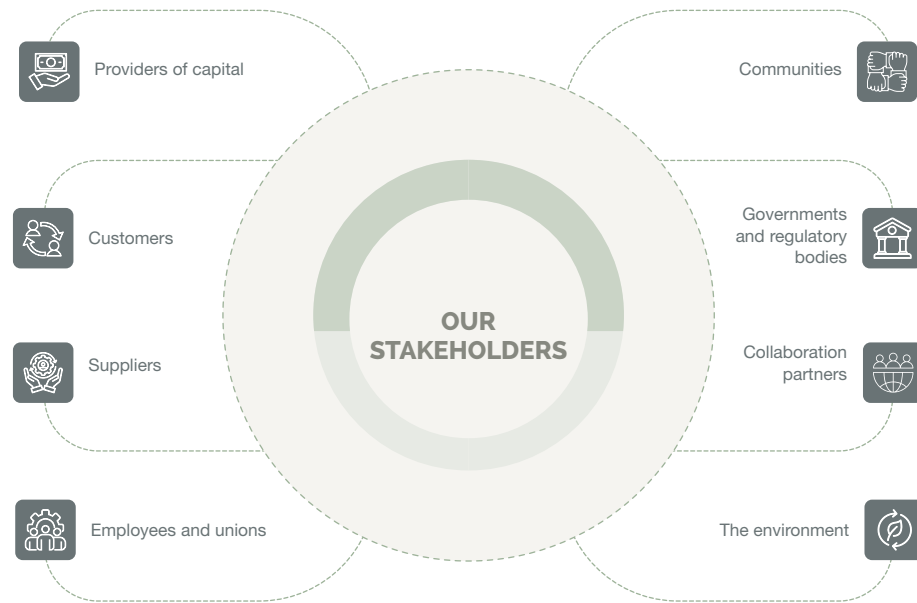 Providers of capital
Customers
Suppliers
Employees and unions
OUR
STAKEHOLDERS
Communities
Governments
and regulatory
bodies
Collaboration
partners
The environment